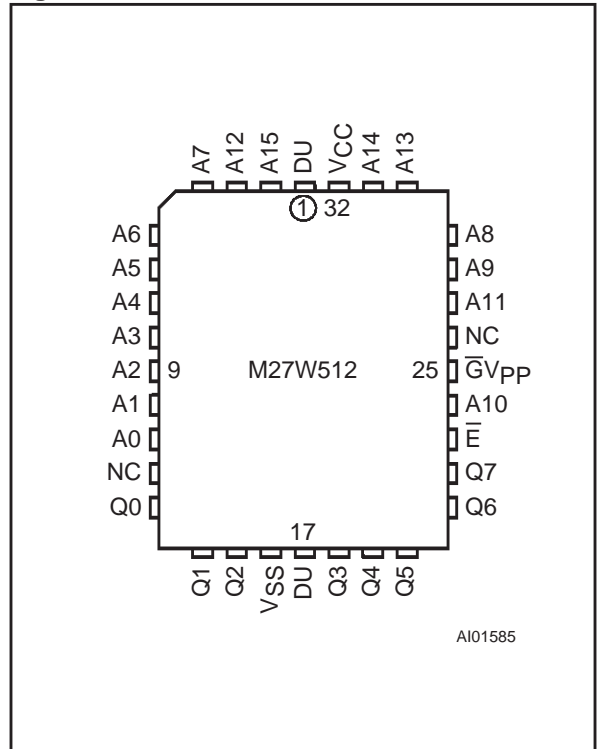 A7 A12 A15 DU VCC A14 A13
1 32
A6 A8
A5 A9
A4 A11
A3 NC
A2 9 M27W512 25 G̅VPP
A1 A10
A0 E̅
NC Q7
Q0 Q6
17
Q1 Q2 VSS DU Q3 Q4 Q5
AI01585